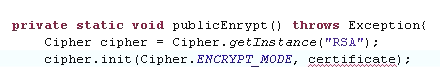 private static void publicEnrypt() throws Exception{
    Cipher cipher = Cipher.getInstance("RSA");
    cipher.init(Cipher.ENCRYPT_MODE, certificate);